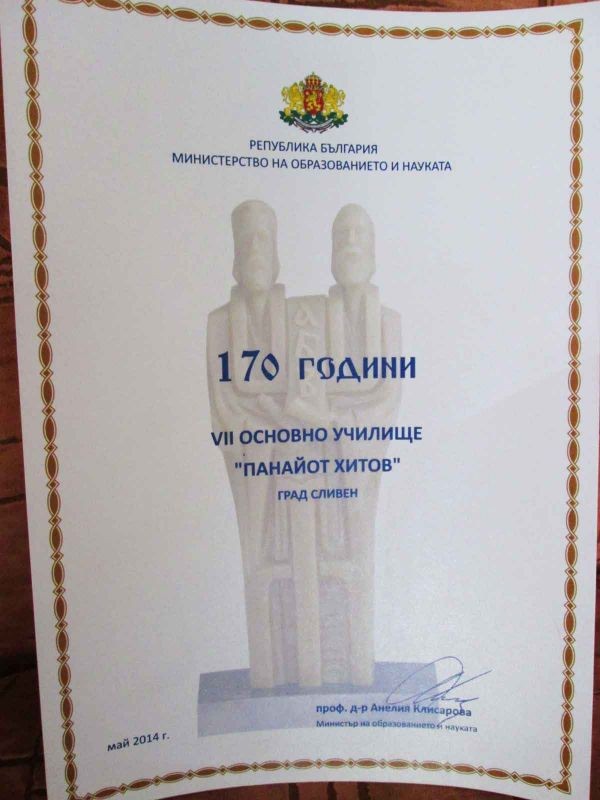 РЕПУБЛИКА БЪЛГАРИЯ
МИНИСТЕРСТВО НА ОБРАЗОВАНИЕТО И НАУКАТА
170 ГОДИНИ
VII ОСНОВНО УЧИЛИЩЕ
"ПАНАЙОТ ХИТОВ"
ГРАД СЛИВЕН
проф. д-р Анелия Клисарова
Министър на образованието и науката
май 2014 г.